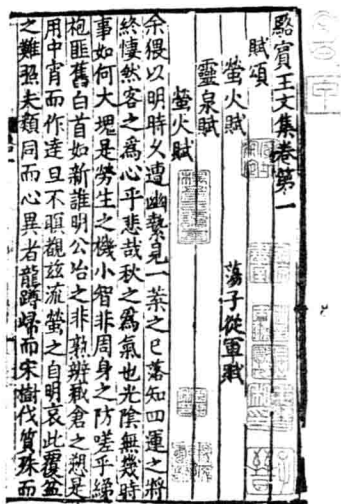 駱賓王文集卷第一
賦頌
螢火賦　蕩子從軍賦
靈泉賦
螢火賦
余猥以明時久遭幽縶見一葉之已落知四運之將
終悽然客之為心乎悲哉秋之為氣也光陰無幾時
事如何大塊是勞生之機小智非周身之防嗟乎綈
袍匪舊白首如新誰明公冶之非孰辨臧倉之愬是
用中宵而作達旦不暝覩茲流螢之自明哀此覆盆
之難照夫類同而心異者龍蹲歸而宋樹伐質殊而